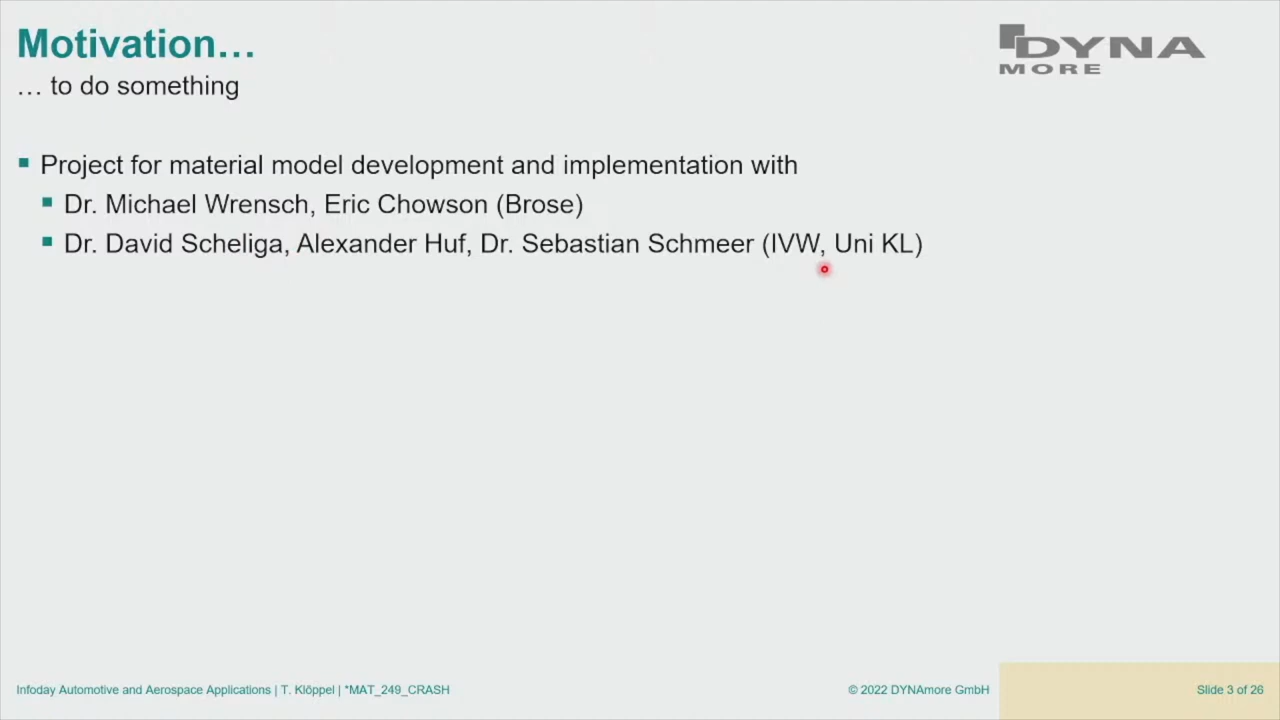 Motivation…
… to do something
DYNA
MORE
Project for material model development and implementation with
Dr. Michael Wrensch, Eric Chowson (Brose)
Dr. David Scheliga, Alexander Huf, Dr. Sebastian Schmeer (IVW, Uni KL)
Infoday Automotive and Aerospace Applications | T. Klöppel | *MAT_249_CRASH
© 2022 DYNAmore GmbH
Slide 3 of 26